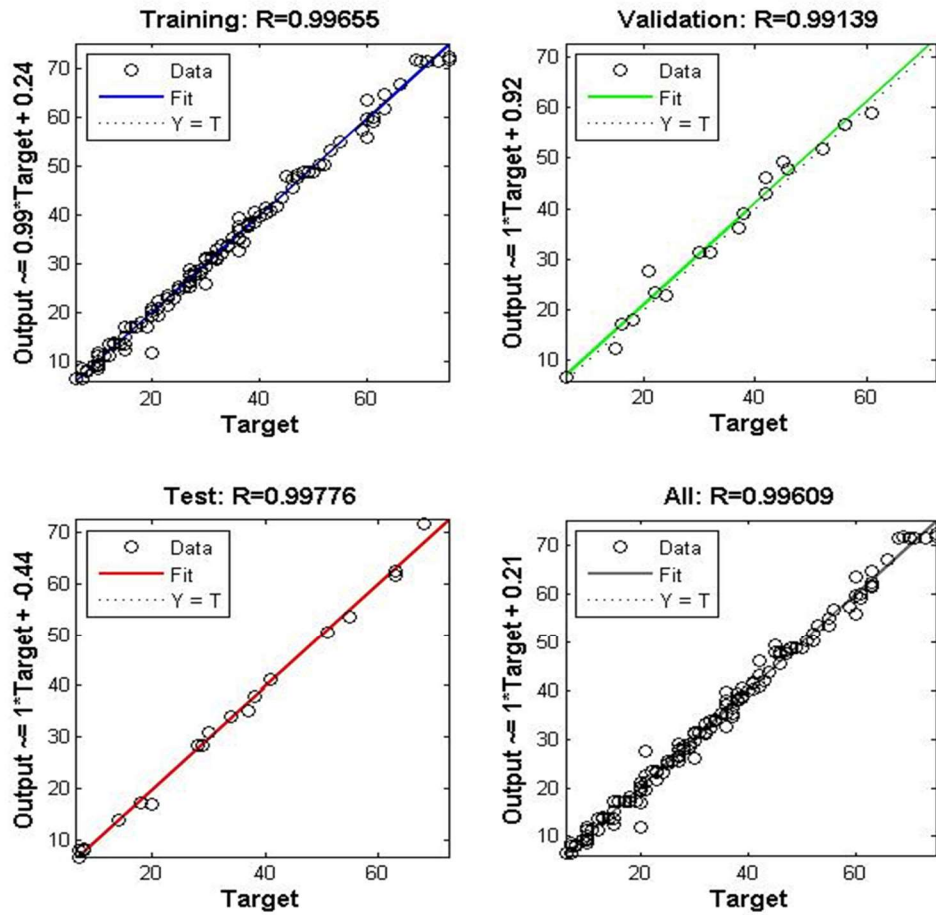 Training: R=0.99655
Output ~= 0.99*Target + 0.24
70
60
50
40
30
20
10
Data
Fit
Y = T
20
40
60
Target
Validation: R=0.99139
Output ~= 1*Target + 0.92
70
60
50
40
30
20
10
Data
Fit
Y = T
20
40
60
Target
Test: R=0.99776
Output ~= 1*Target + -0.44
70
60
50
40
30
20
10
Data
Fit
Y = T
20
40
60
Target
All: R=0.99609
Output ~= 1*Target + 0.21
70
60
50
40
30
20
10
Data
Fit
Y = T
20
40
60
Target